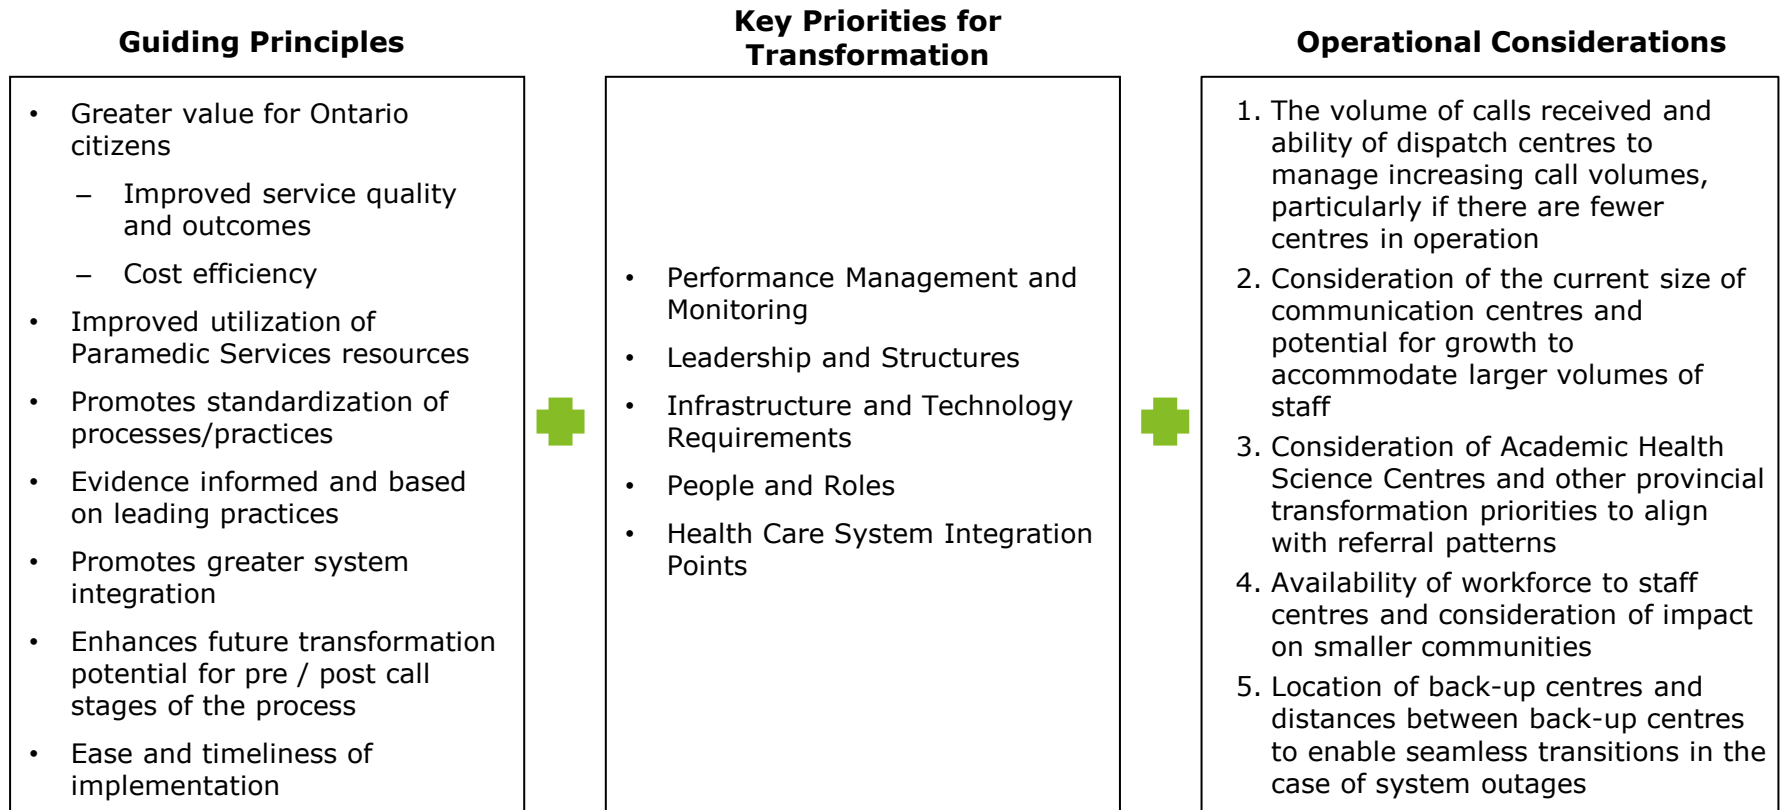 Guiding Principles
• Greater value for Ontario
citizens
– Improved service quality
and outcomes
– Cost efficiency
• Improved utilization of
Paramedic Services resources
• Promotes standardization of
processes/practices
• Evidence informed and based
on leading practices
• Promotes greater system
integration
• Enhances future transformation
potential for pre / post call
stages of the process
• Ease and timeliness of
implementation
Key Priorities for
Transformation
• Performance Management and
Monitoring
• Leadership and Structures
• Infrastructure and Technology
Requirements
• People and Roles
• Health Care System Integration
Points
Operational Considerations
1. The volume of calls received and
ability of dispatch centres to
manage increasing call volumes,
particularly if there are fewer
centres in operation
2. Consideration of the current size of
communication centres and
potential for growth to
accommodate larger volumes of
staff
3. Consideration of Academic Health
Science Centres and other provincial
transformation priorities to align
with referral patterns
4. Availability of workforce to staff
centres and consideration of impact
on smaller communities
5. Location of back-up centres and
distances between back-up centres
to enable seamless transitions in the
case of system outages